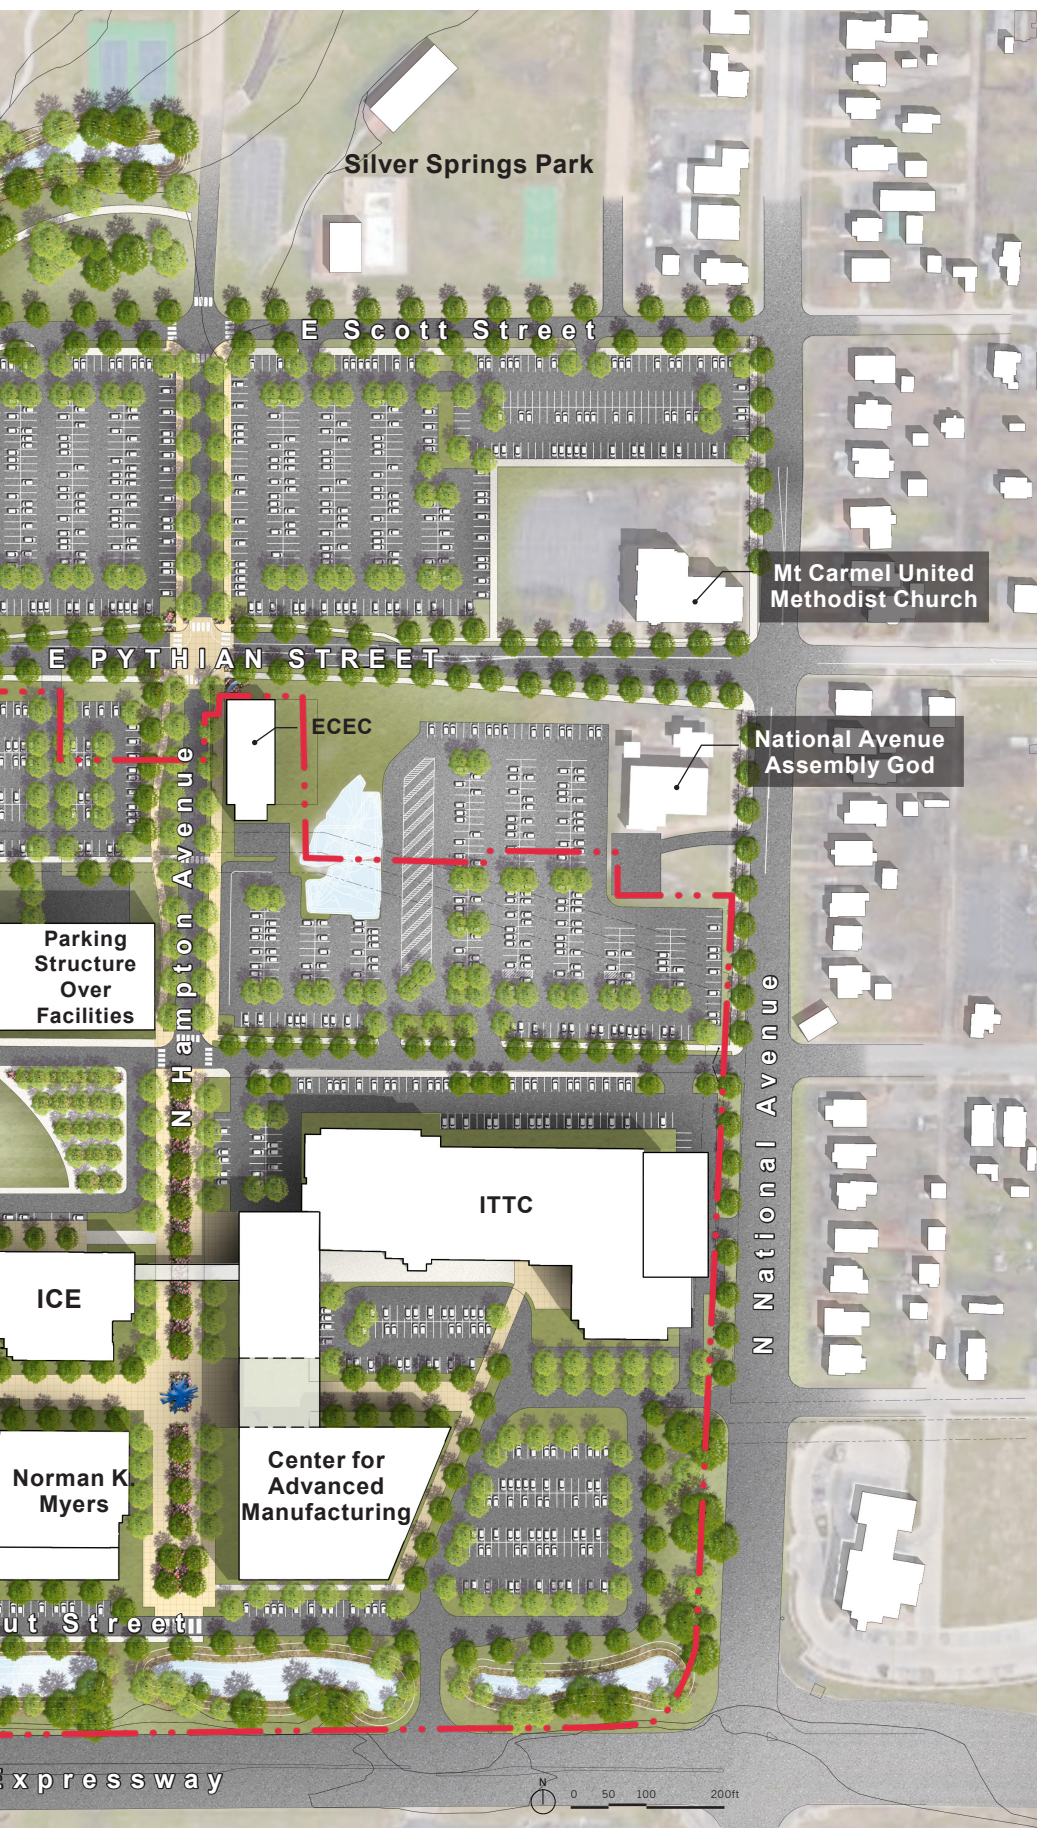 Silver Springs Park
E Scott Street
Mt Carmel United
Methodist Church
E PYTHIAN STREET
ECEC
National Avenue
Assembly God
N Hampton Avenue
Parking
Structure
Over
Facilities
N National Avenue
ITTC
ICE
Norman K.
Myers
Center for
Advanced
Manufacturing
ut Street
Expressway
N
0 50 100 200ft